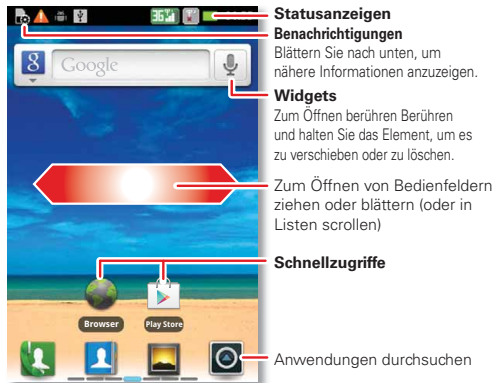 3G
Statusanzeigen
Benachrichtigungen
Blättern Sie nach unten, um
nähere Informationen anzuzeigen.
8 Google
Widgets
Zum Öffnen berühren Berühren
und halten Sie das Element, um es
zu verschieben oder zu löschen.
Zum Öffnen von Bedienfeldern
ziehen oder blättern (oder in
Listen scrollen)
Schnellzugriffe
Browser
Play Store
Anwendungen durchsuchen